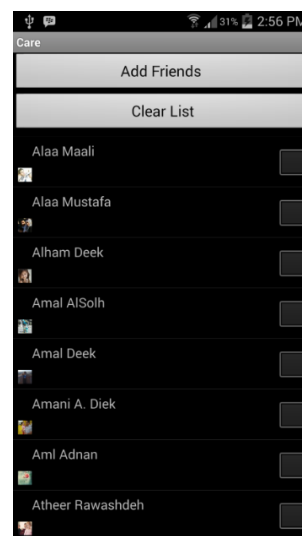 31% 2:56 PM
Care
Add Friends
Clear List
Alaa Maali
Alaa Mustafa
Alham Deek
Amal AlSolh
Amal Deek
Amani A. Diek
Aml Adnan
Atheer Rawashdeh